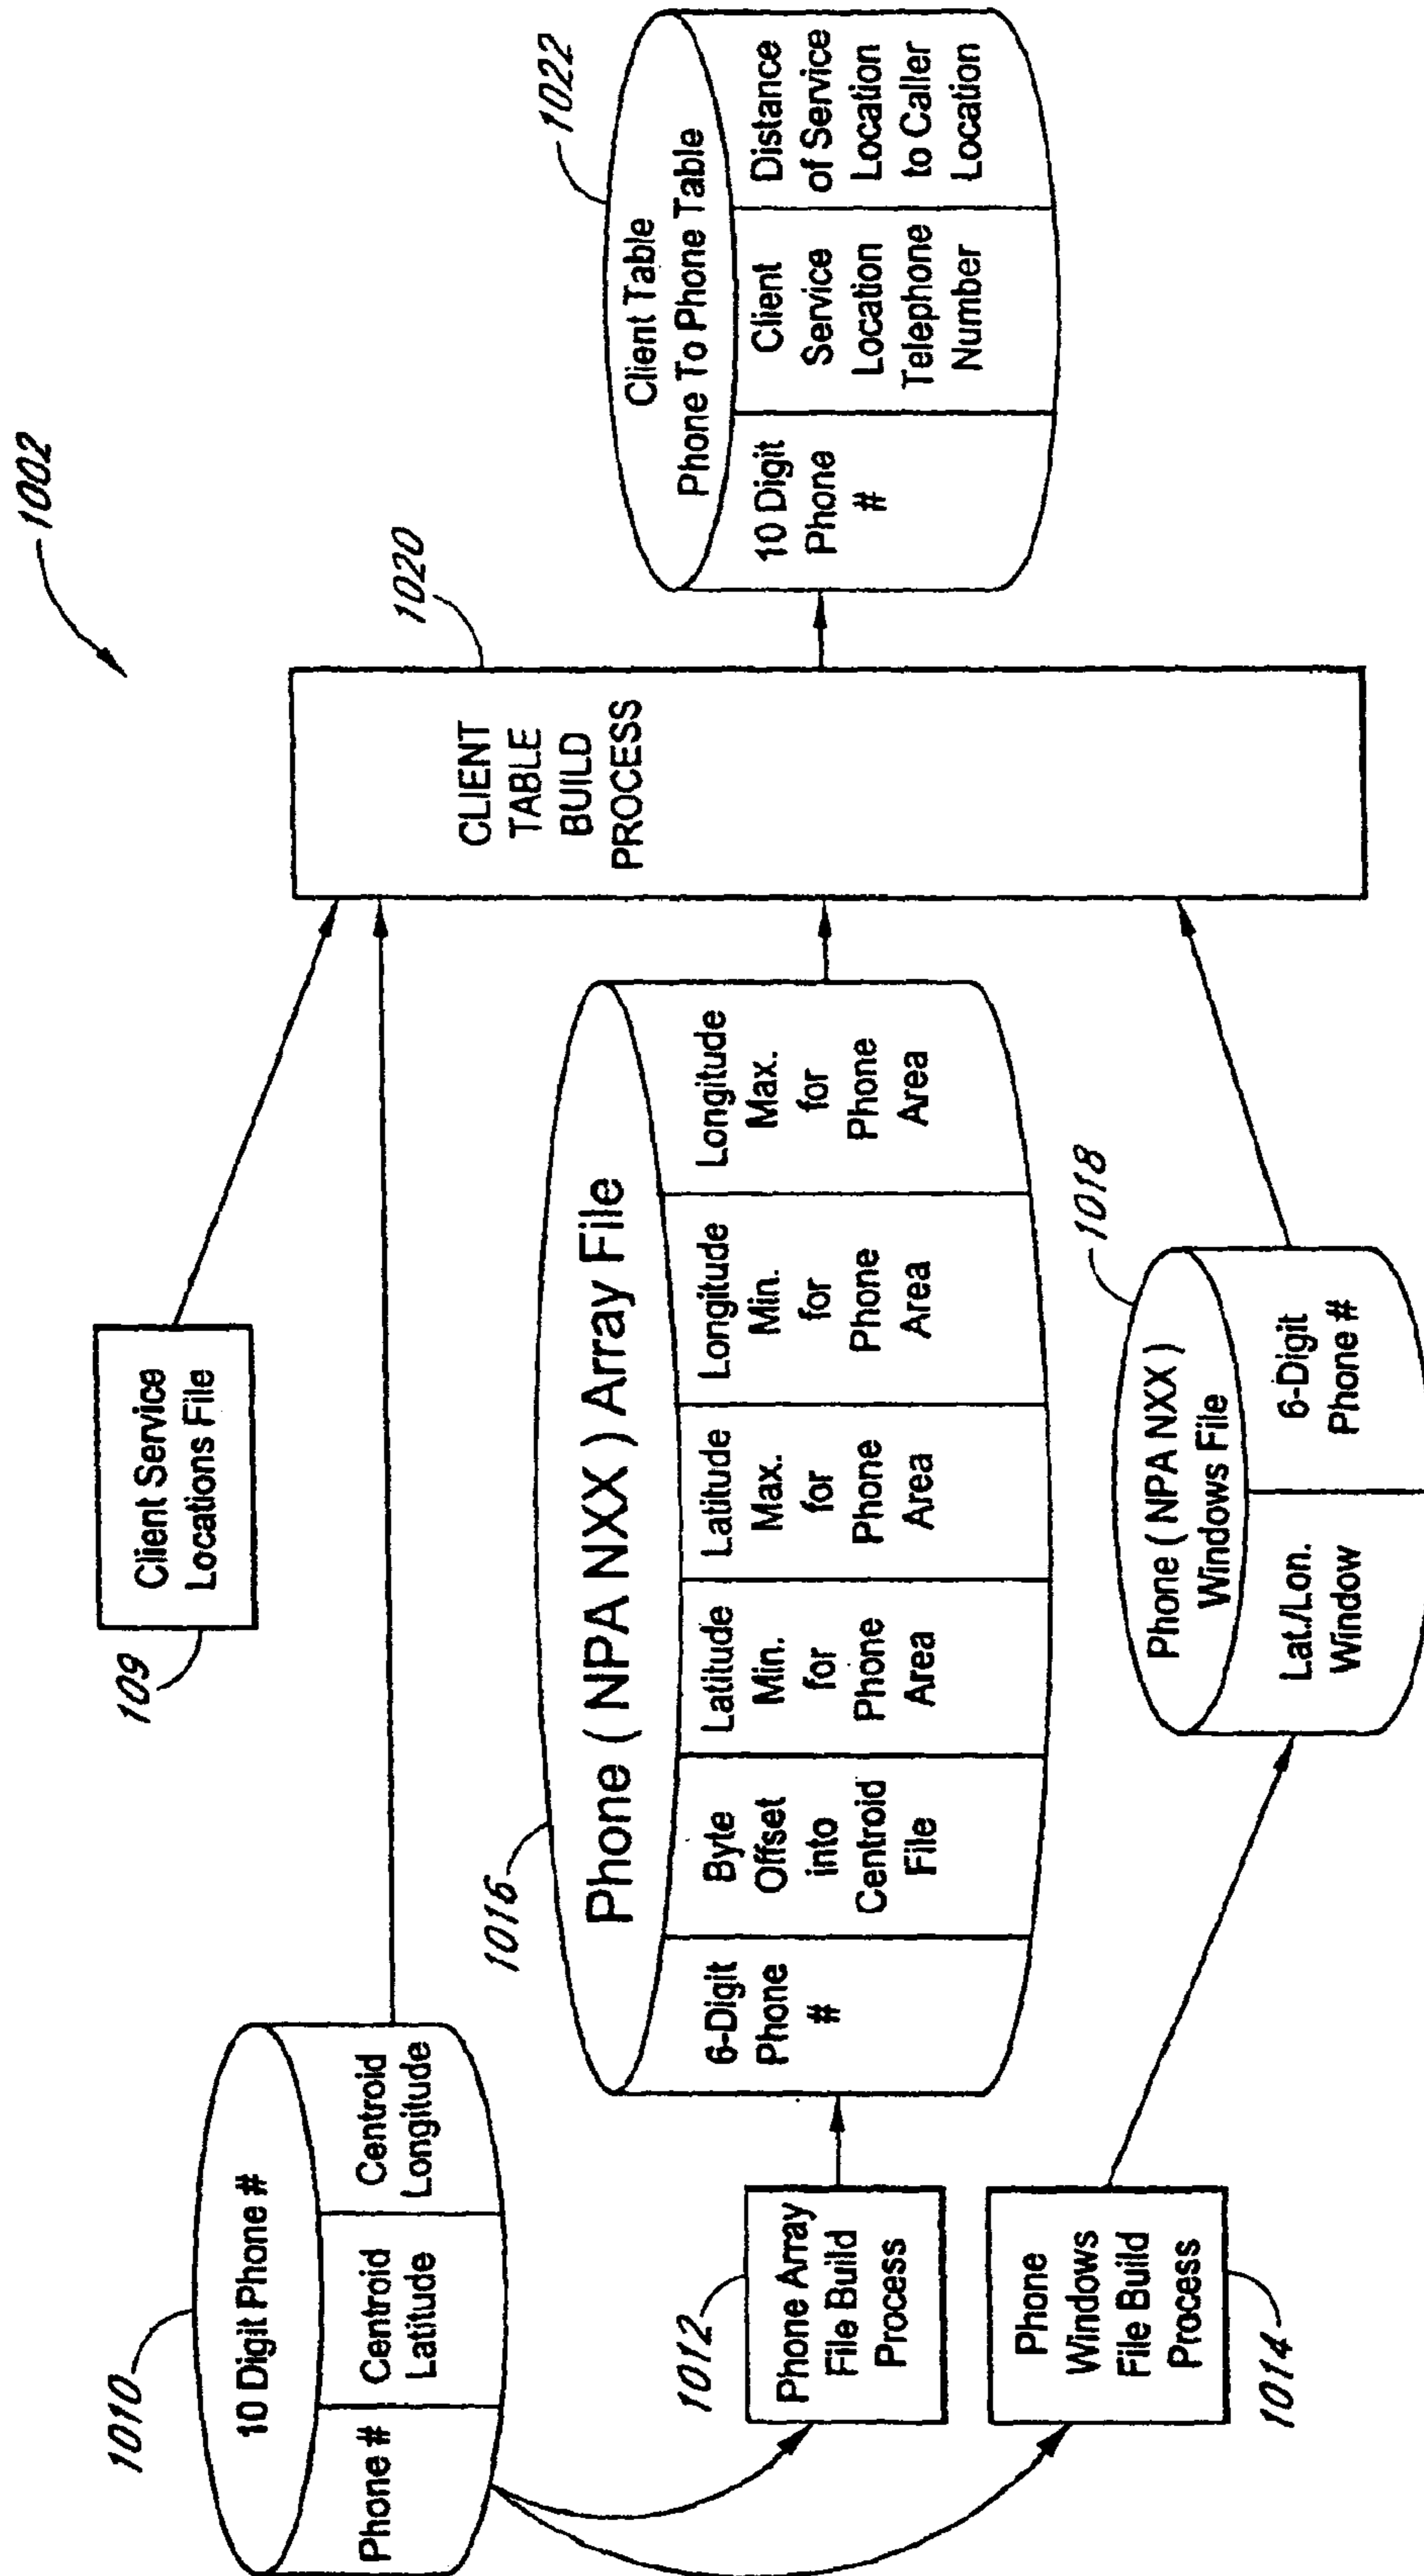 1002
1010
10 Digit Phone #
Phone #
Centroid
Latitude
Centroid
Longitude
109
Client Service
Locations File
1012
Phone Array
File Build
Process
Phone
Windows
File Build
Process
1014
1016
Phone ( NPA NXX ) Array File
6-Digit
Phone
#
Byte
Offset
into
Centroid
File
Latitude
Min.
for
Phone
Area
Latitude
Max.
for
Phone
Area
Longitude
Min.
for
Phone
Area
Longitude
Max.
for
Phone
Area
1018
Phone ( NPA NXX )
Windows File
Lat./Lon.
Window
6-Digit
Phone #
1020
CLIENT
TABLE
BUILD
PROCESS
1022
Client Table
Phone To Phone Table
10 Digit
Phone
#
Client
Service
Location
Telephone
Number
Distance
of Service
Location
to Caller
Location